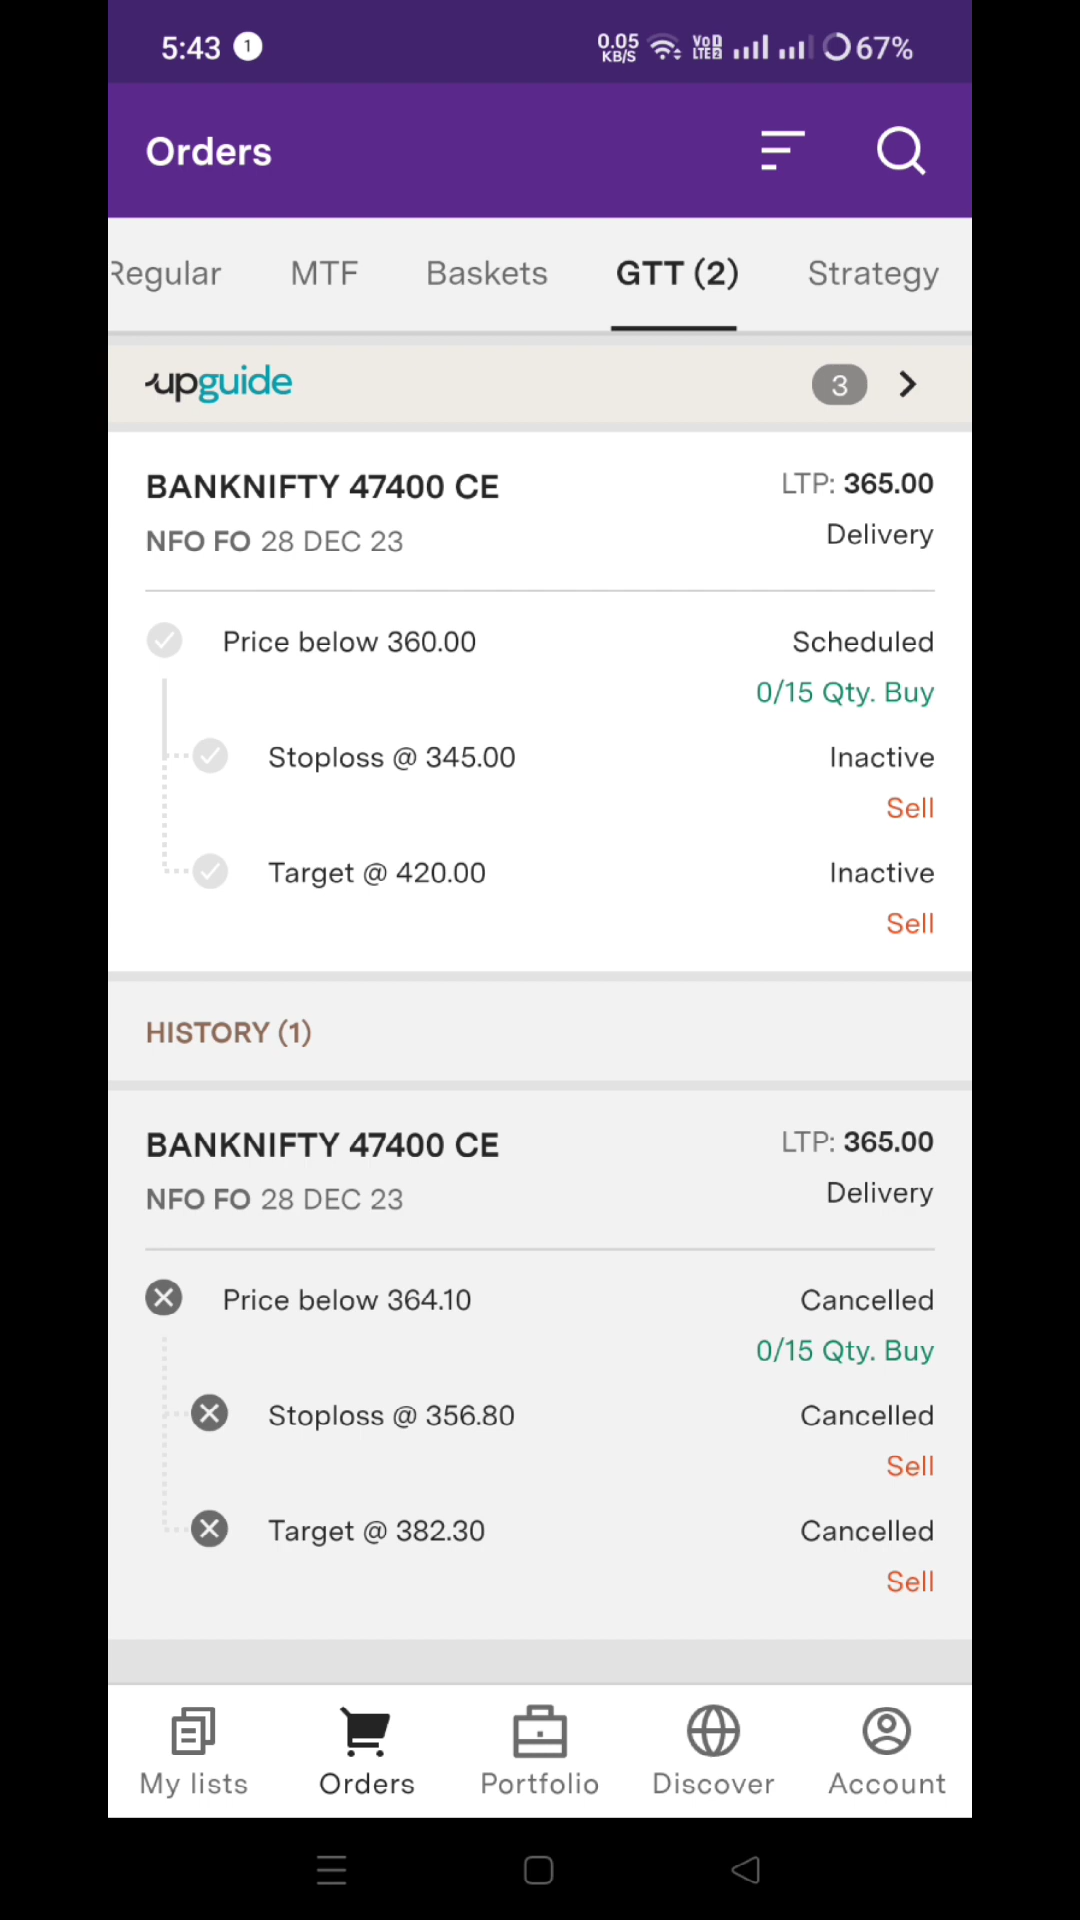 5:43 1 0.05 KB/S VoD LTE2 67%
Orders
Regular MTF Baskets GTT (2) Strategy
upguide 3
BANKNIFTY 47400 CE LTP: 365.00
NFO FO 28 DEC 23 Delivery
Price below 360.00 Scheduled
0/15 Qty. Buy
Stoploss @ 345.00 Inactive
Sell
Target @ 420.00 Inactive
Sell
HISTORY (1)
BANKNIFTY 47400 CE LTP: 365.00
NFO FO 28 DEC 23 Delivery
Price below 364.10 Cancelled
0/15 Qty. Buy
Stoploss @ 356.80 Cancelled
Sell
Target @ 382.30 Cancelled
Sell
My lists Orders Portfolio Discover Account